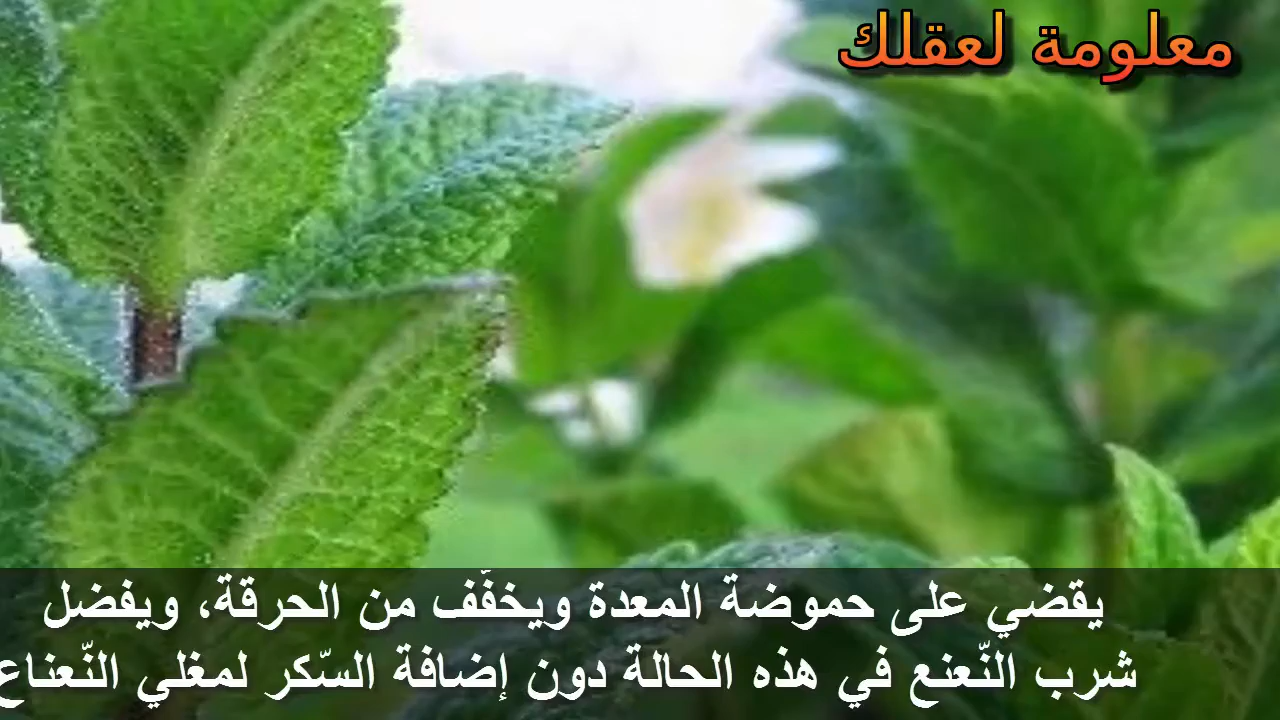 معلومة لعقلك
يقضي على حموضة المعدة ويخفّف من الحرقة، ويفضل
شرب النّعنع في هذه الحالة دون إضافة السّكر لمغلي النّعناع